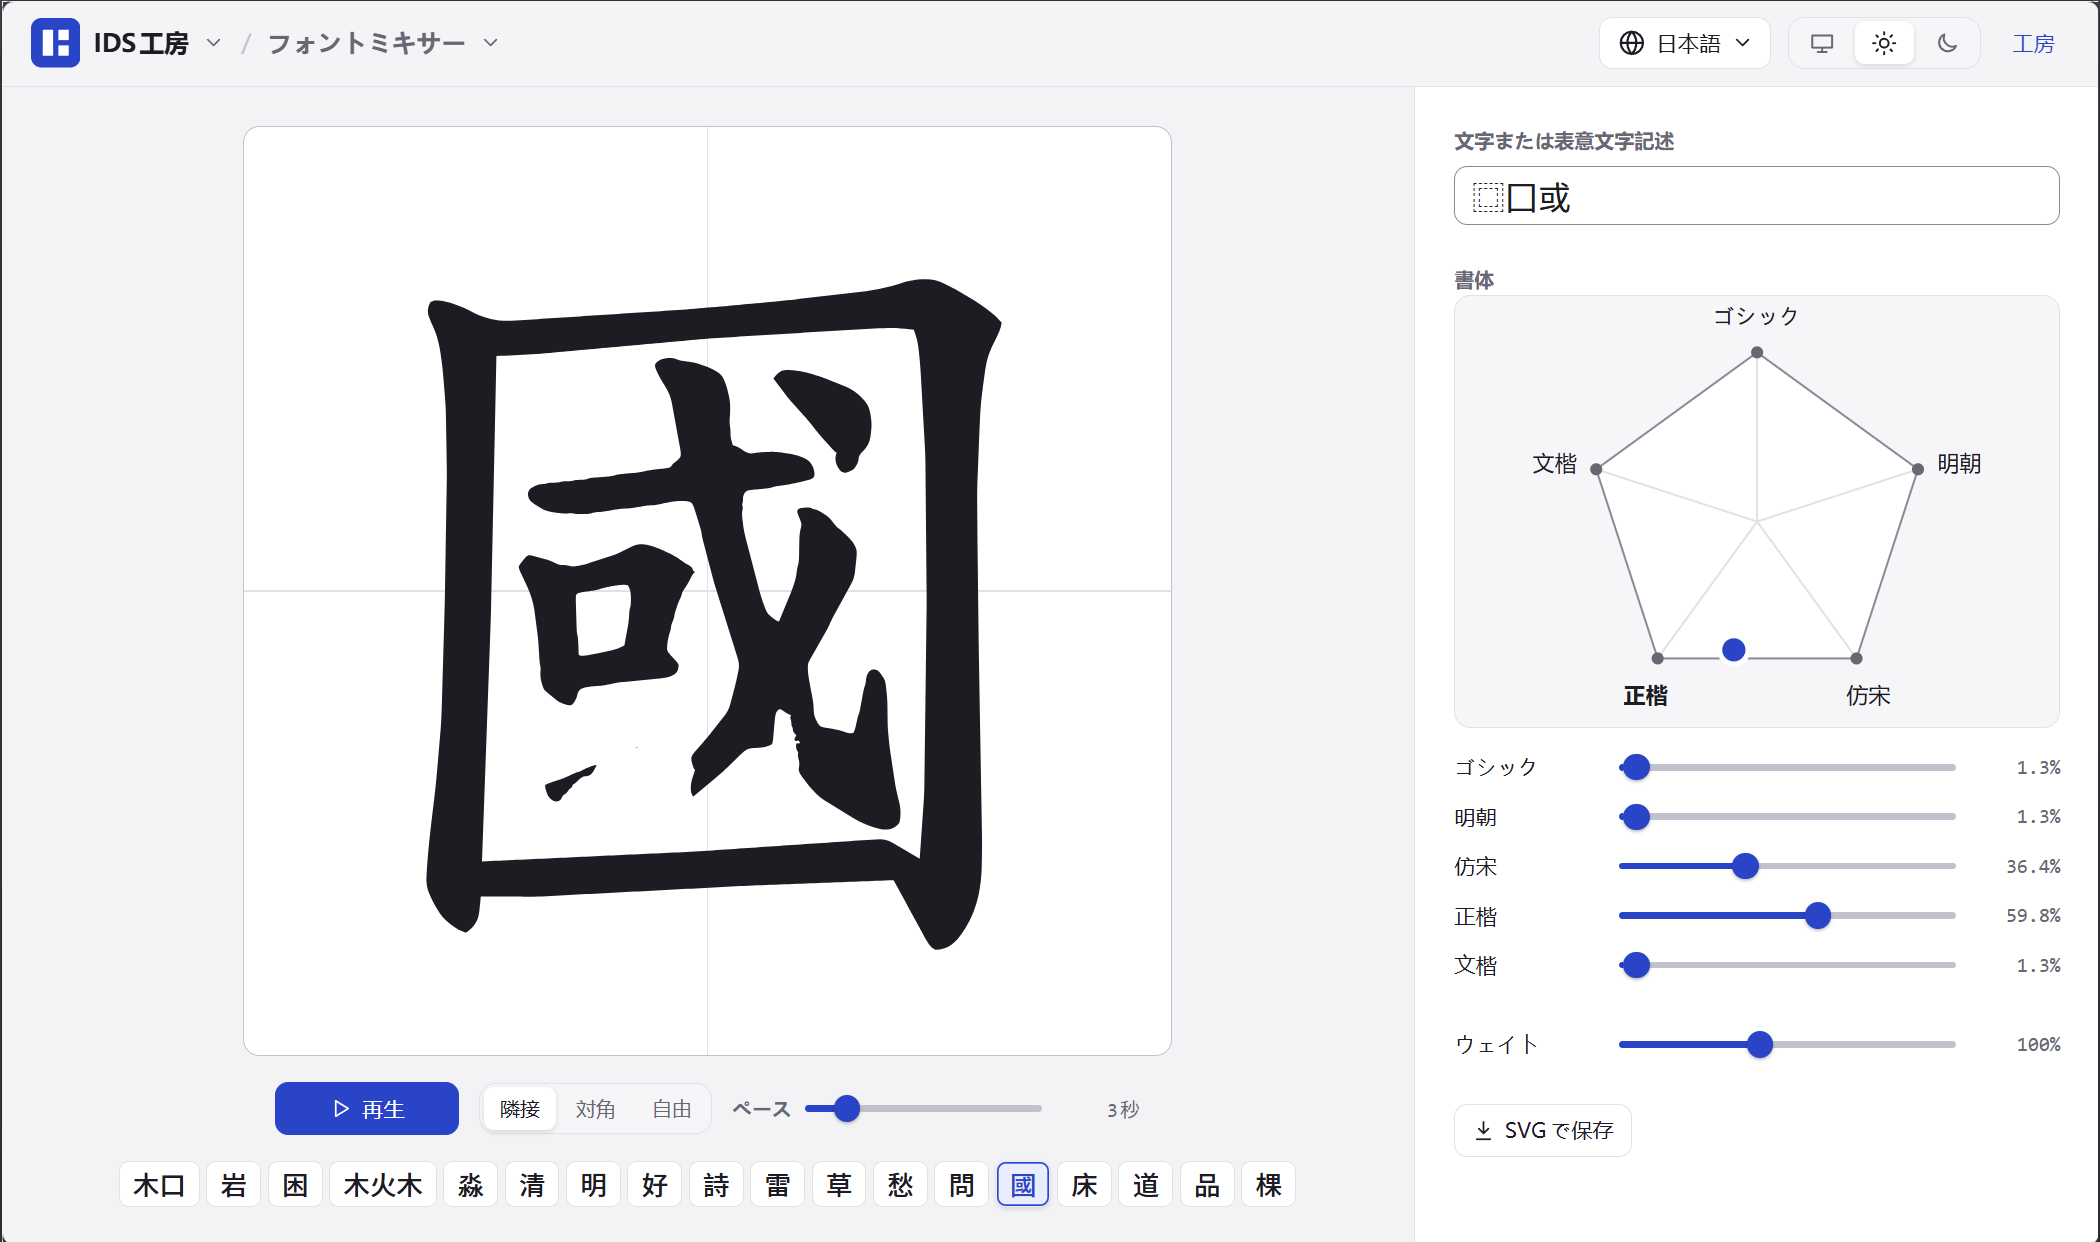 IDS工房 / フォントミキサー
日本語
工房
文字または表意文字記述
⿴囗或
書体
ゴシック
文楷
明朝
正楷
仿宋
ゴシック 1.3%
明朝 1.3%
仿宋 36.4%
正楷 59.8%
文楷 1.3%
ウェイト 100%
SVGで保存
國
再生 隣接 対角 自由 ペース 3秒
木口 岩 困 木火木 淼 清 明 好 詩 雷 草 愁 問 國 床 道 品 棵